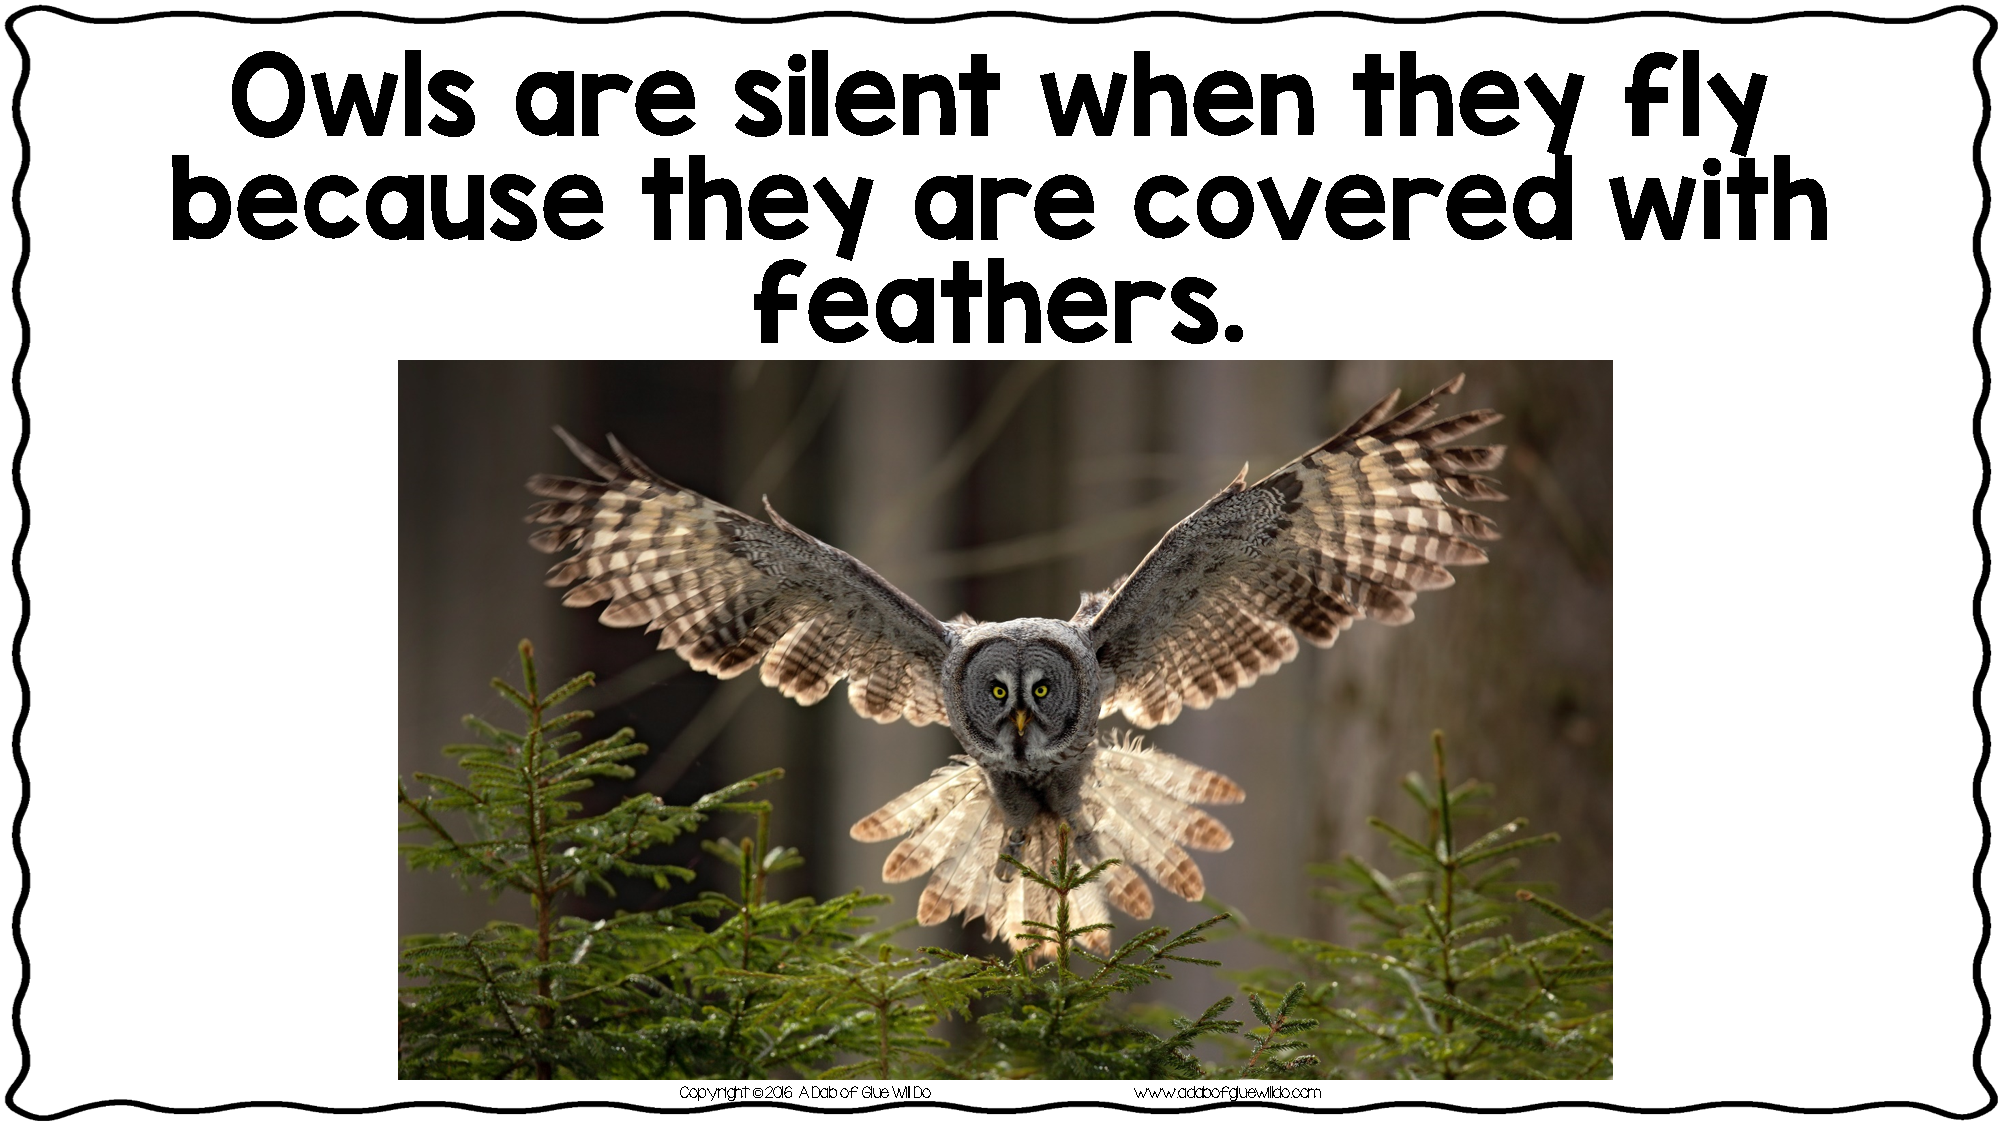 Owls are silent when they fly
because they are covered with
feathers.
Copyright ©2016 A Dab of Glue Will Do www.adabofgluewilldo.com